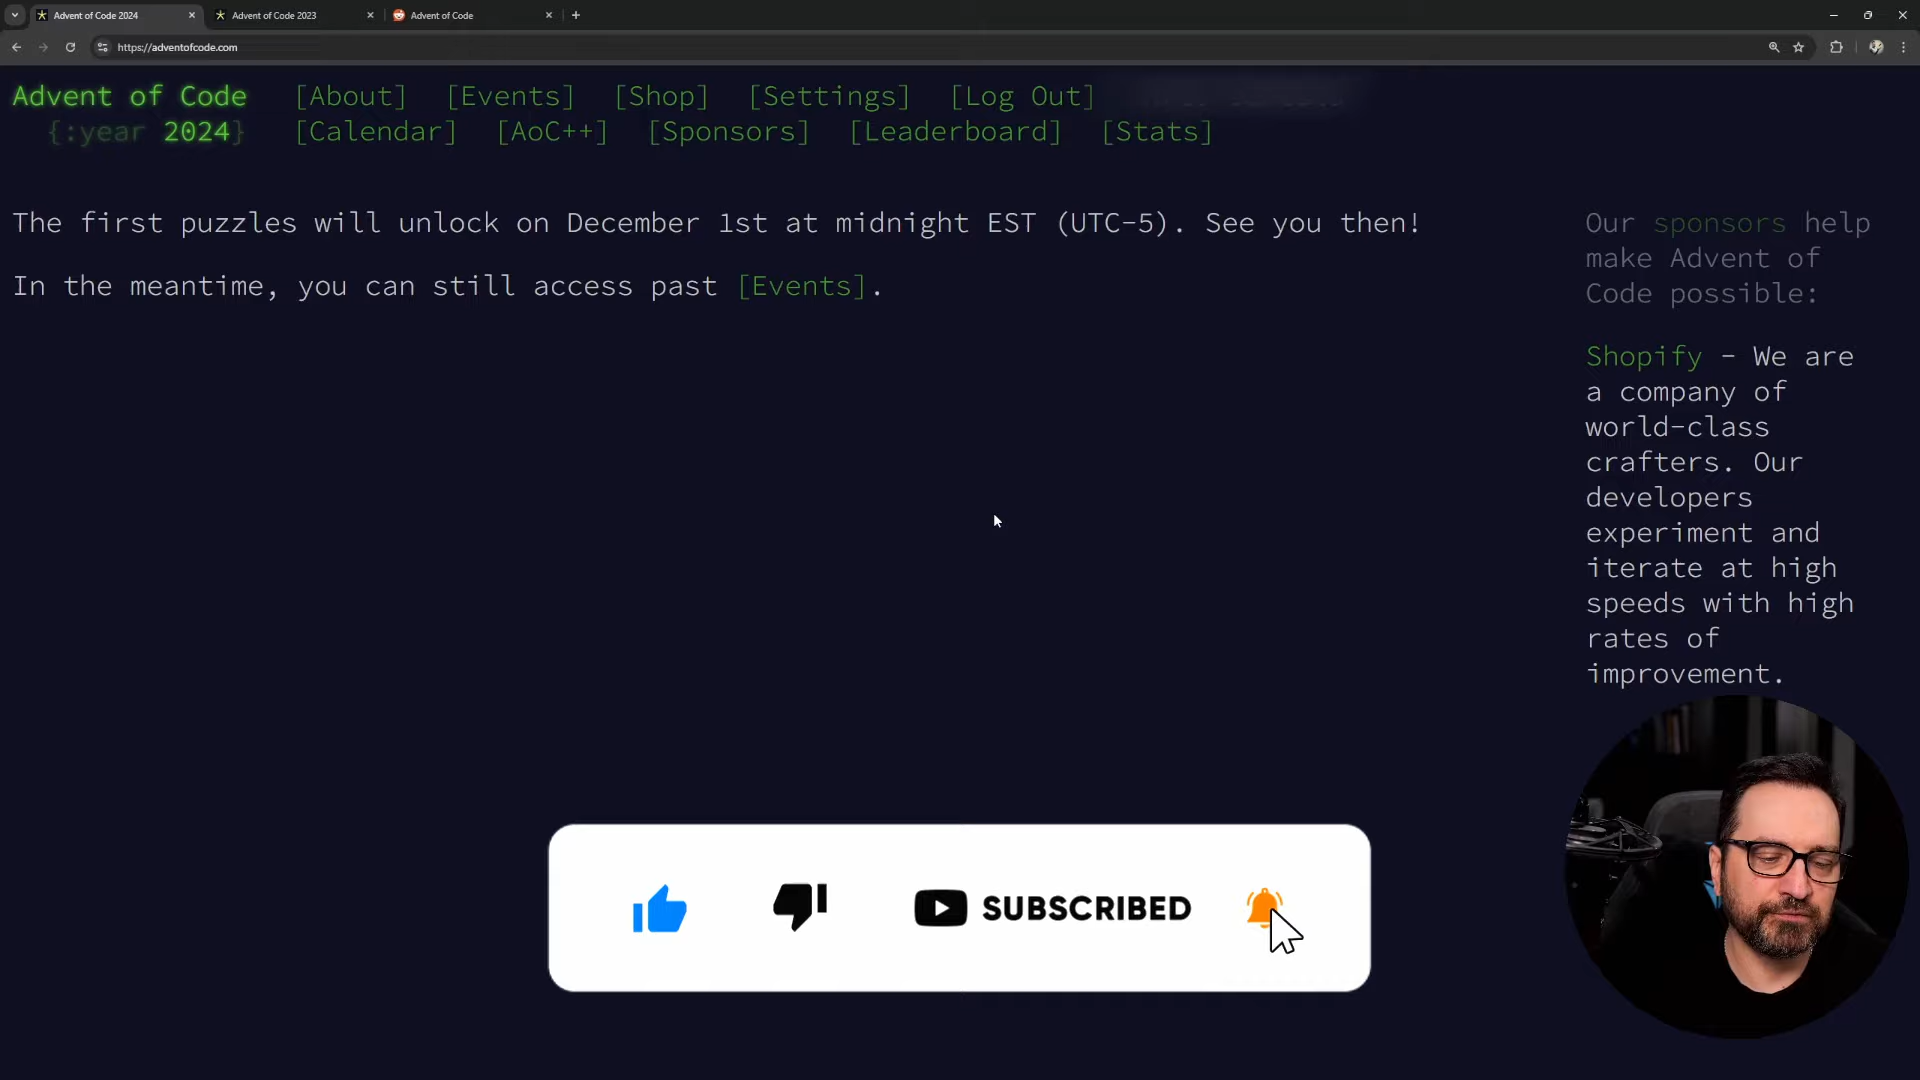 Advent of Code 2024
Advent of Code 2023
Advent of Code
https://adventofcode.com
Advent of Code [About] [Events] [Shop] [Settings] [Log Out]
{:year 2024} [Calendar] [AoC++] [Sponsors] [Leaderboard] [Stats]
The first puzzles will unlock on December 1st at midnight EST (UTC-5). See you then!
In the meantime, you can still access past [Events].
Our sponsors help
make Advent of
Code possible:
Shopify - We are
a company of
world-class
crafters. Our
developers
experiment and
iterate at high
speeds with high
rates of
improvement.
SUBSCRIBED